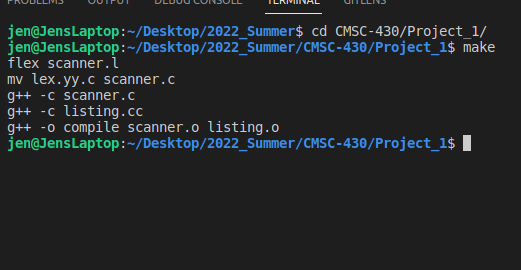 PROBLEMS OUTPUT DEBUG CONSOLE TERMINAL GITLENS
jen@JensLaptop:~/Desktop/2022_Summer$ cd CMSC-430/Project_1/
jen@JensLaptop:~/Desktop/2022_Summer/CMSC-430/Project_1$ make
flex scanner.l
mv lex.yy.c scanner.c
g++ -c scanner.c
g++ -c listing.cc
g++ -o compile scanner.o listing.o
jen@JensLaptop:~/Desktop/2022_Summer/CMSC-430/Project_1$